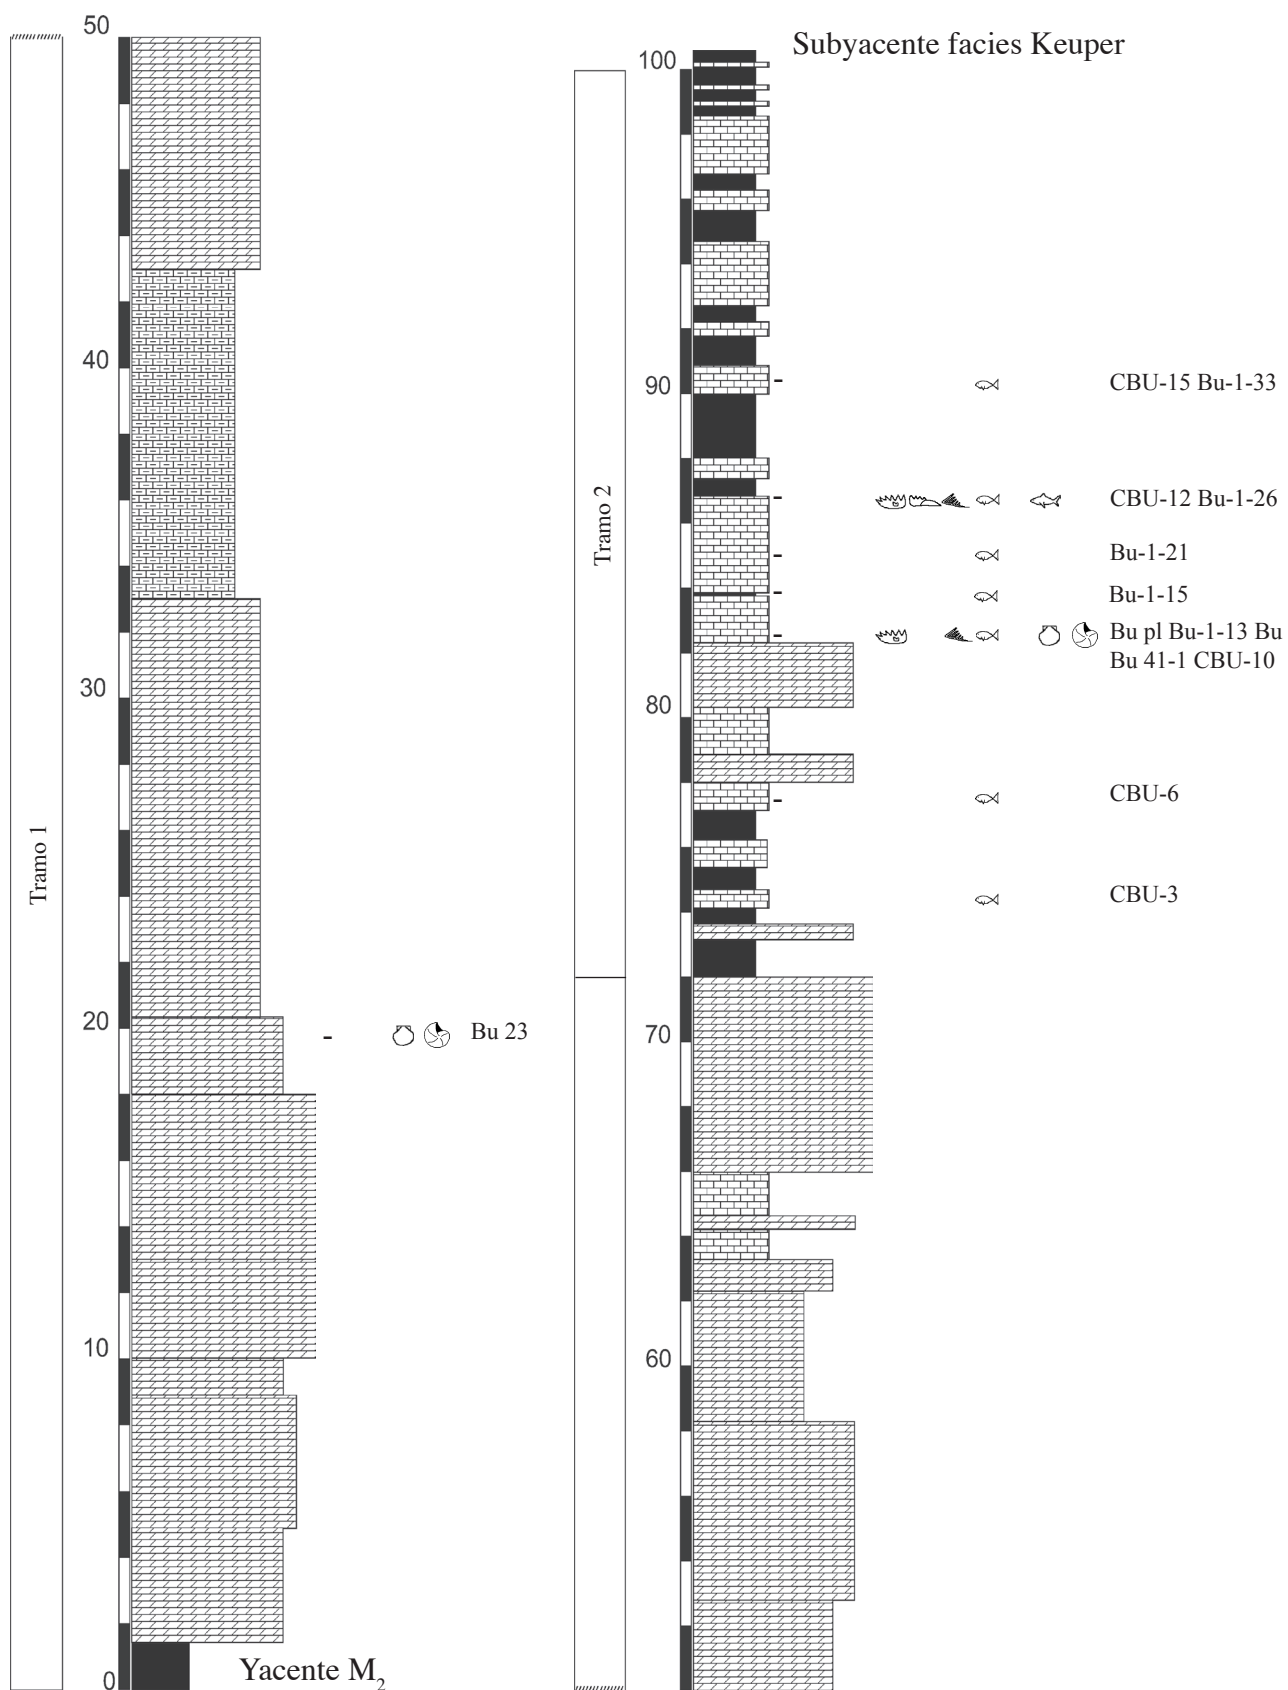 50
40
30
20
10
0
Tramo 1
Bu 23
Yacente M₂
Subyacente facies Keuper
100
90
80
70
60
Tramo 2
CBU-15 Bu-1-33
CBU-12 Bu-1-26
Bu-1-21
Bu-1-15
Bu pl Bu-1-13 Bu
Bu 41-1 CBU-10
CBU-6
CBU-3